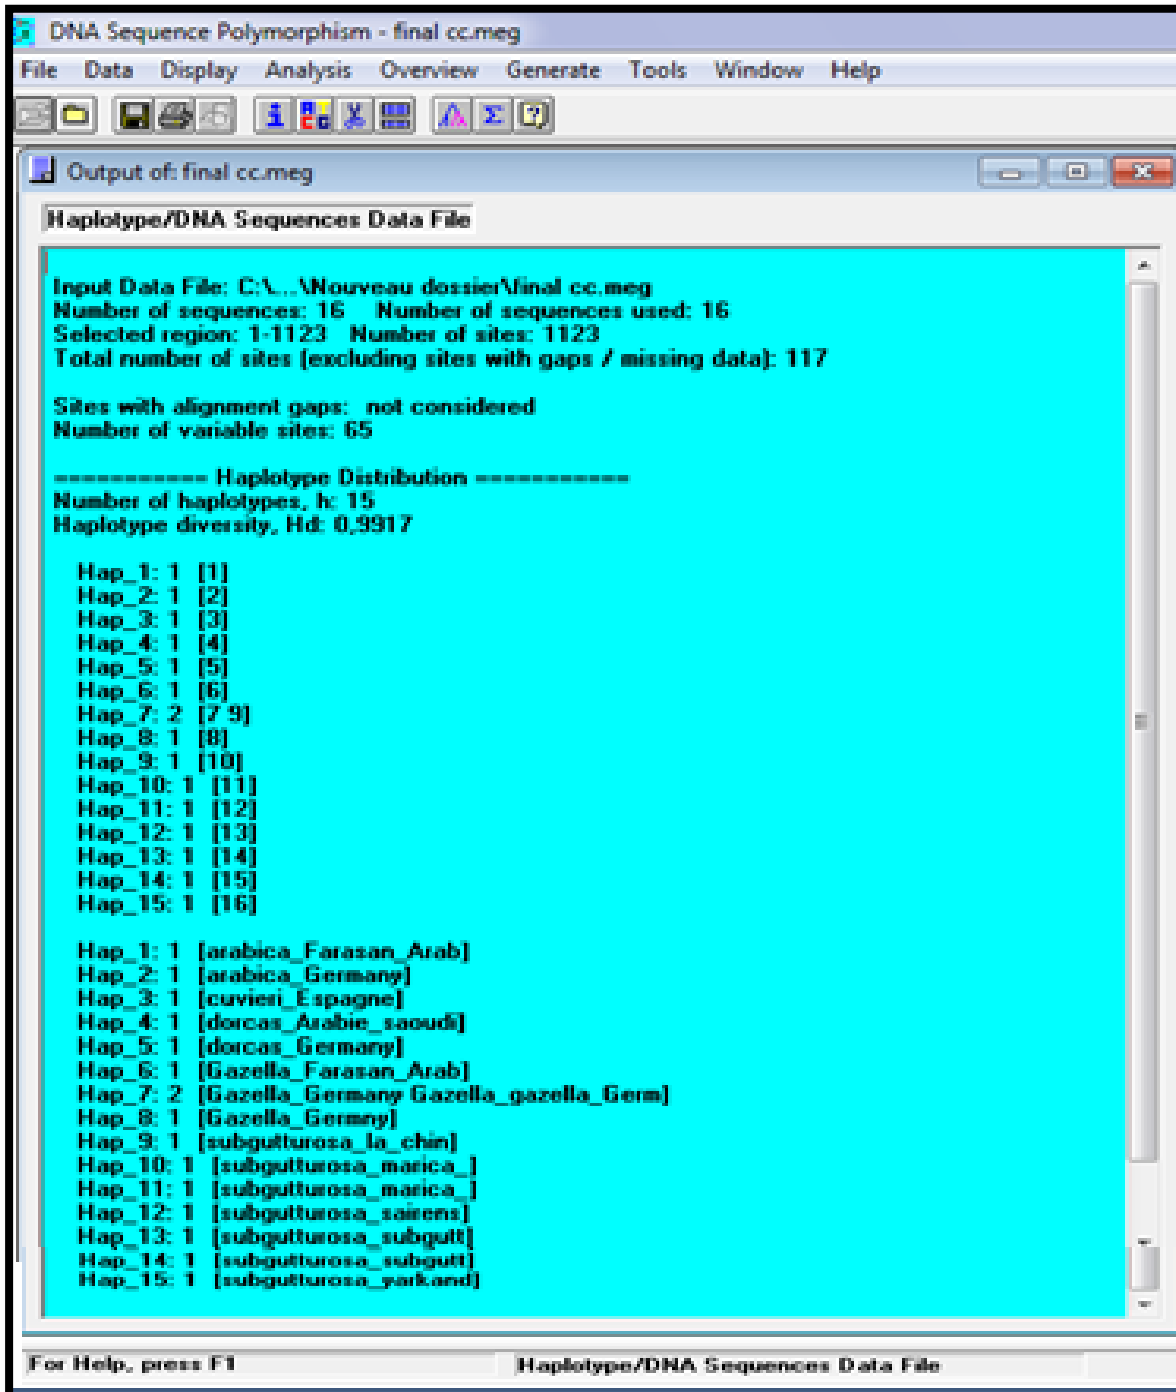 DNA Sequence Polymorphism - final cc.meg
File Data Display Analysis Overview Generate Tools Window Help
Output of: final cc.meg
Haplotype/DNA Sequences Data File
Input Data File: C:\...\Nouveau dossier\final cc.meg
Number of sequences: 16 Number of sequences used: 16
Selected region: 1-1123 Number of sites: 1123
Total number of sites (excluding sites with gaps / missing data): 117
Sites with alignment gaps: not considered
Number of variable sites: 65
----------- Haplotype Distribution -----------
Number of haplotypes, h: 15
Haplotype diversity, Hd: 0,9917
Hap_1: 1 [1]
Hap_2: 1 [2]
Hap_3: 1 [3]
Hap_4: 1 [4]
Hap_5: 1 [5]
Hap_6: 1 [6]
Hap_7: 2 [7 9]
Hap_8: 1 [8]
Hap_9: 1 [10]
Hap_10: 1 [11]
Hap_11: 1 [12]
Hap_12: 1 [13]
Hap_13: 1 [14]
Hap_14: 1 [15]
Hap_15: 1 [16]
Hap_1: 1 [arabica_Farasan_Arab]
Hap_2: 1 [arabica_Germany]
Hap_3: 1 [cuvieri_Espagne]
Hap_4: 1 [dorcas_Arabie_saoudi]
Hap_5: 1 [dorcas_Germany]
Hap_6: 1 [Gazella_Farasan_Arab]
Hap_7: 2 [Gazella_Germany Gazella_gazella_Germ]
Hap_8: 1 [Gazella_Germny]
Hap_9: 1 [subgutturosa_la_chin]
Hap_10: 1 [subgutturosa_marica_]
Hap_11: 1 [subgutturosa_marica_]
Hap_12: 1 [subgutturosa_sairens]
Hap_13: 1 [subgutturosa_subgutt]
Hap_14: 1 [subgutturosa_subgutt]
Hap_15: 1 [subgutturosa_yarkand]
For Help, press F1 Haplotype/DNA Sequences Data File